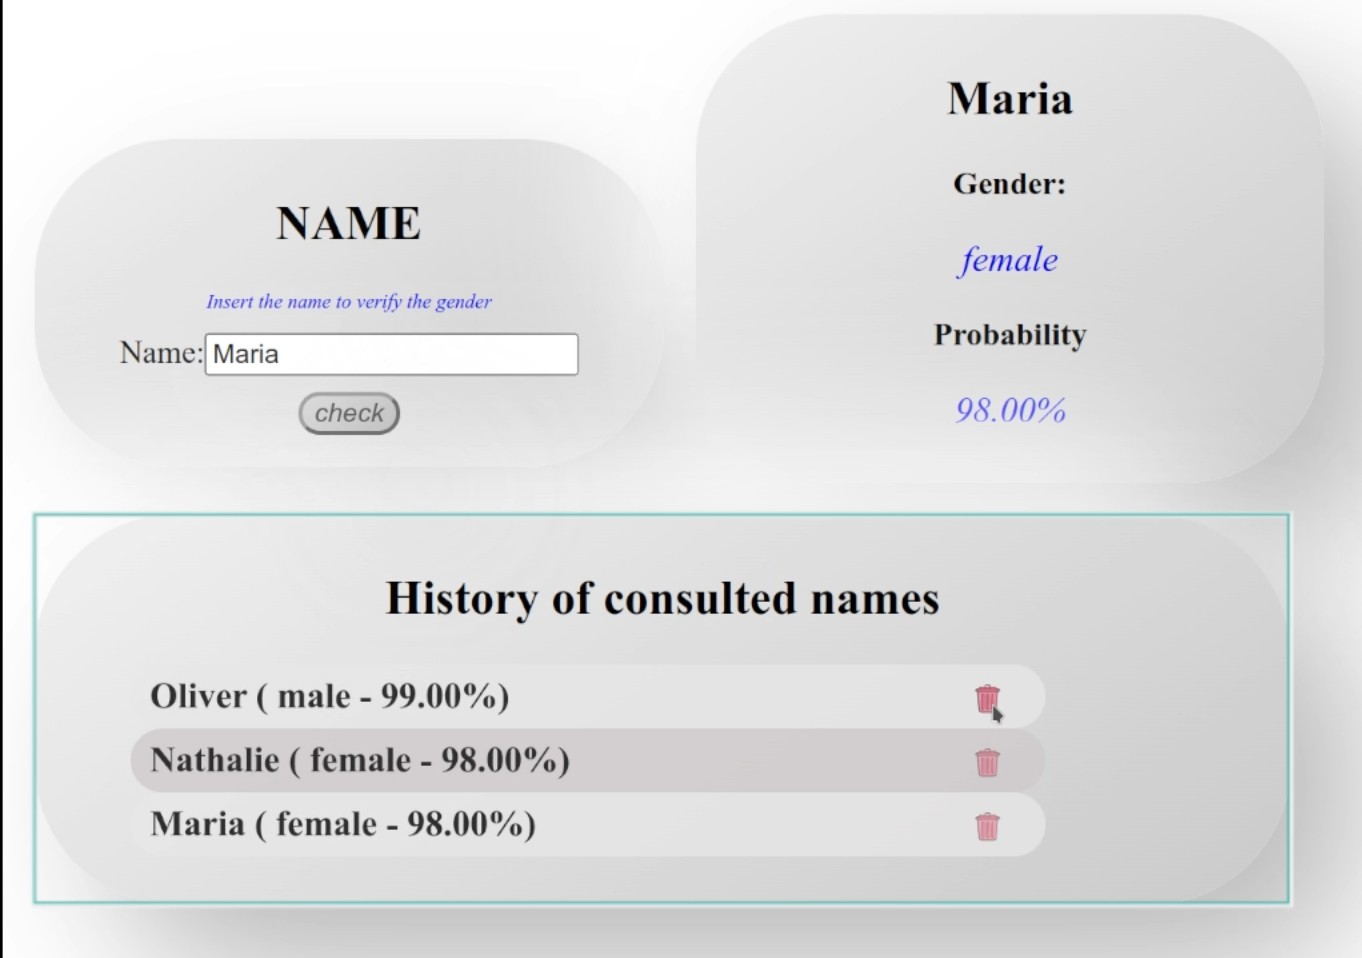 NAME
Insert the name to verify the gender
Name: Maria
check
Maria
Gender:
female
Probability
98.00%
History of consulted names
Oliver ( male - 99.00%)
Nathalie ( female - 98.00%)
Maria ( female - 98.00%)